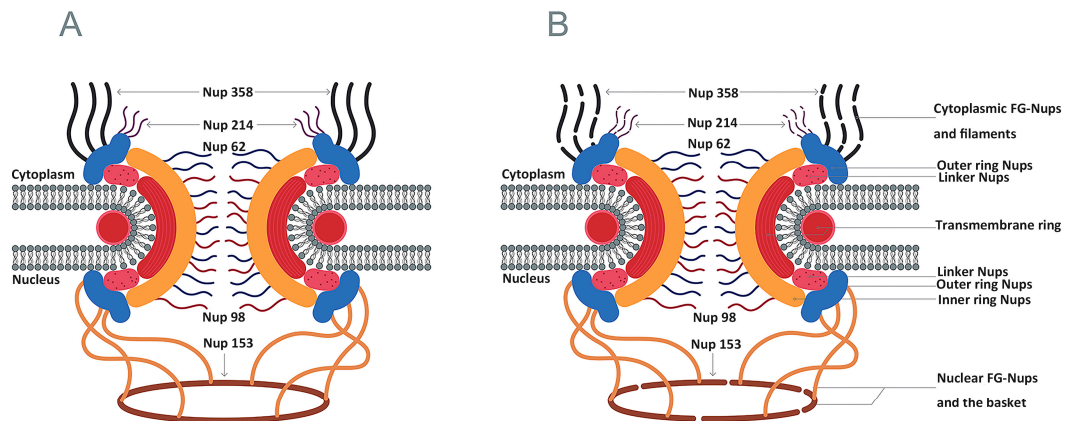 A
Nup 358
Nup 214
Nup 62
Cytoplasm
Nucleus
Nup 98
Nup 153
B
Nup 358
Nup 214
Nup 62
Cytoplasm
Nucleus
Nup 98
Nup 153
Cytoplasmic FG-Nups
and filaments
Outer ring Nups
Linker Nups
Transmembrane ring
Linker Nups
Outer ring Nups
Inner ring Nups
Nuclear FG-Nups
and the basket